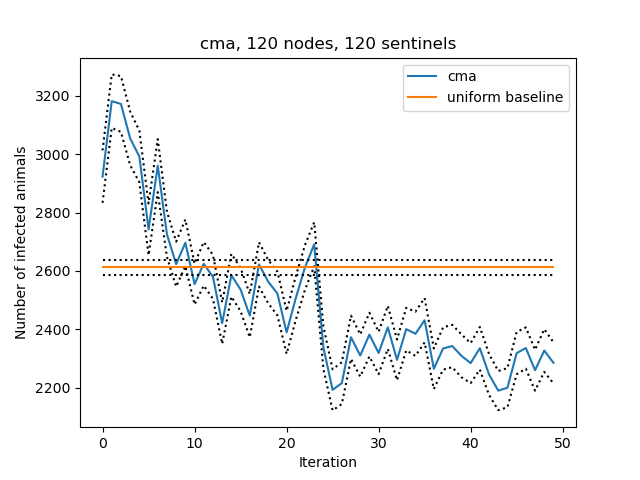 cma, 120 nodes, 120 sentinels
cma
uniform baseline
3200
3000
2800
2600
2400
2200
Number of infected animals
0 10 20 30 40 50
Iteration